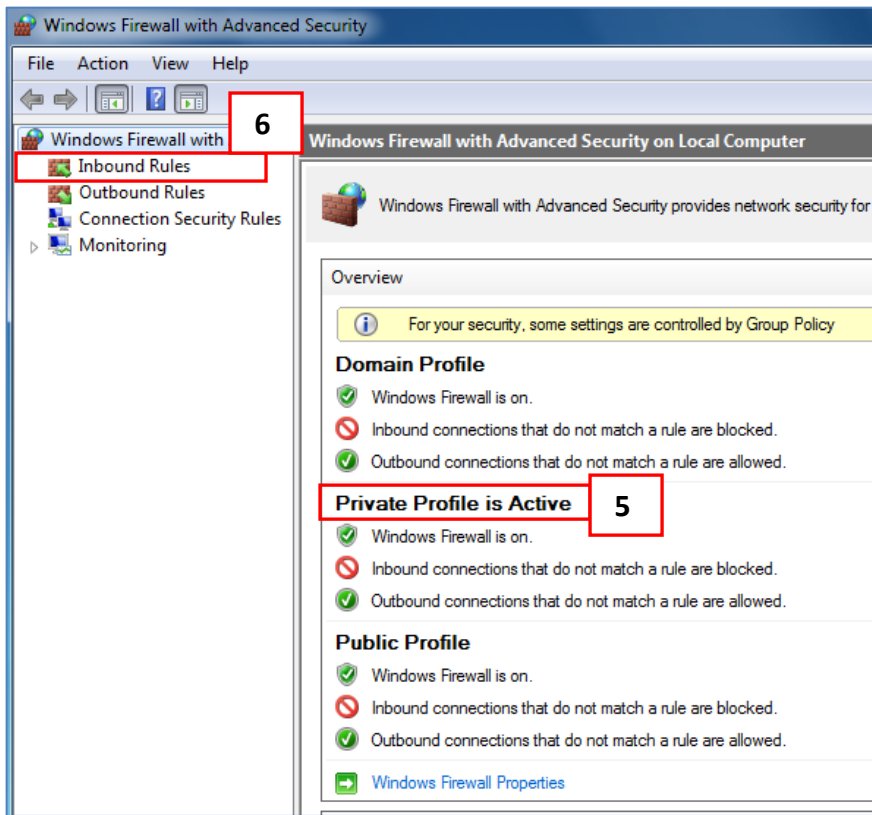 Windows Firewall with Advanced Security
File Action View Help
6
Windows Firewall with
Inbound Rules
Outbound Rules
Connection Security Rules
Monitoring
Windows Firewall with Advanced Security on Local Computer
Windows Firewall with Advanced Security provides network security for
Overview
For your security, some settings are controlled by Group Policy
Domain Profile
Windows Firewall is on.
Inbound connections that do not match a rule are blocked.
Outbound connections that do not match a rule are allowed.
Private Profile is Active
5
Windows Firewall is on.
Inbound connections that do not match a rule are blocked.
Outbound connections that do not match a rule are allowed.
Public Profile
Windows Firewall is on.
Inbound connections that do not match a rule are blocked.
Outbound connections that do not match a rule are allowed.
Windows Firewall Properties